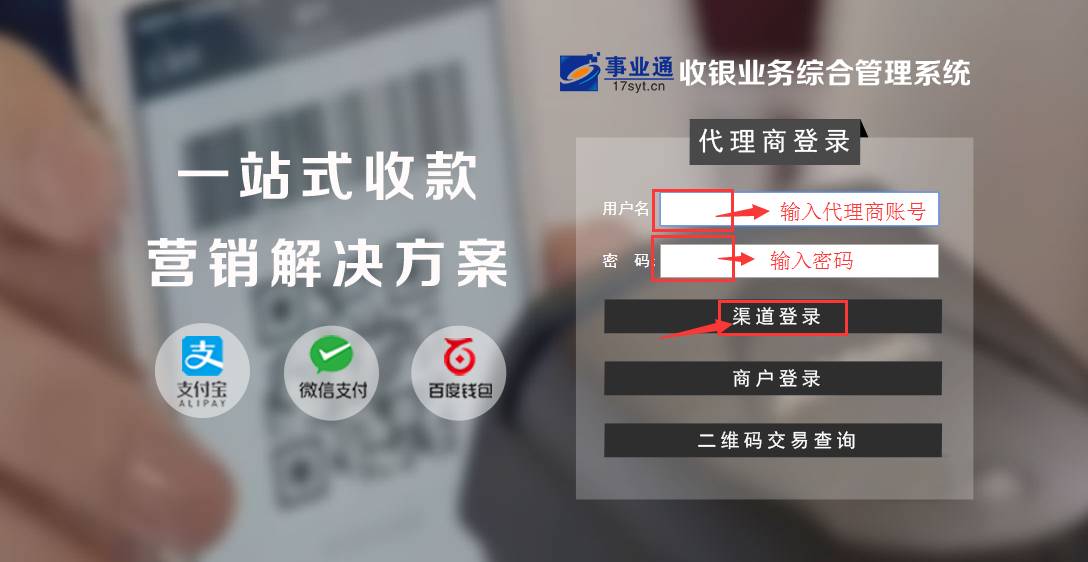 一站式收款
营销解决方案
支付宝
ALIPAY
微信支付
百度钱包
事业通
17syt.cn
收银业务综合管理系统
代理商登录
用户名
输入代理商账号
密 码:
输入密码
渠道登录
商户登录
二维码交易查询